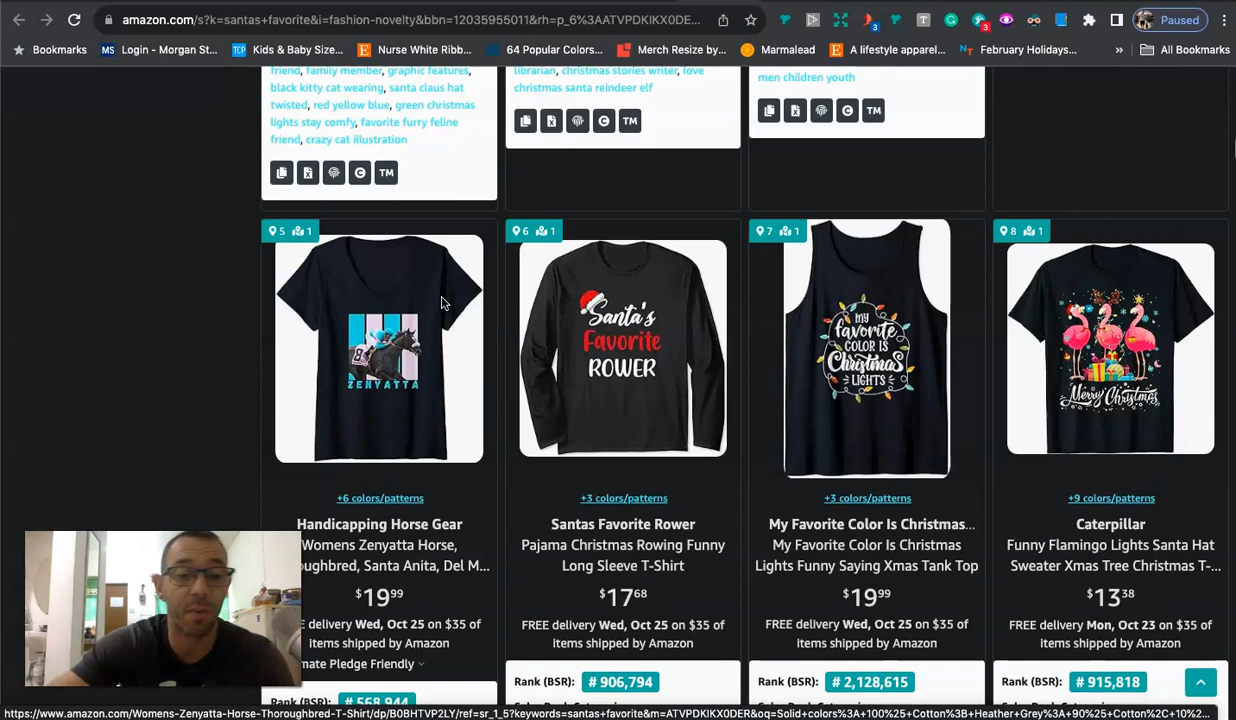 amazon.com/s?k=santas+favorite&i=fashion-novelty&bbn=12035955011&rh=p_6%3AATVPDKIKX0DE...
Paused
Bookmarks
MS Login - Morgan St...
TCP Kids & Baby Size...
E Nurse White Ribb...
64 Popular Colors...
Merch Resize by...
Marmalead
E A lifestyle apparel...
NT February Holidays...
»
All Bookmarks
friend, family member, graphic features,
black kitty cat wearing, santa claus hat
twisted, red yellow blue, green christmas
lights stay comfy, favorite furry feline
friend, crazy cat illustration
TM
librarian, christmas stories writer, love
christmas santa reindeer elf
TM
men children youth
TM
5 1
6 1
7 1
8 1
8
ZENYATTA
Santa's
Favorite
ROWER
My
favorite
COLOR IS
Christmas
LIGHTS
Merry Christmas
+6 colors/patterns
+3 colors/patterns
+3 colors/patterns
+9 colors/patterns
Handicapping Horse Gear
Womens Zenyatta Horse,
oughbred, Santa Anita, Del M...
$19.99
E delivery Wed, Oct 25 on $35 of
items shipped by Amazon
mate Pledge Friendly
# 568,944
Santas Favorite Rower
Pajama Christmas Rowing Funny
Long Sleeve T-Shirt
$17.68
FREE delivery Wed, Oct 25 on $35 of
items shipped by Amazon
Rank (BSR): # 906,794
My Favorite Color Is Christmas...
My Favorite Color Is Christmas
Lights Funny Saying Xmas Tank Top
$19.99
FREE delivery Wed, Oct 25 on $35 of
items shipped by Amazon
Rank (BSR): # 2,128,615
Caterpillar
Funny Flamingo Lights Santa Hat
Sweater Xmas Tree Christmas T-...
$13.38
FREE delivery Mon, Oct 23 on $35 of
items shipped by Amazon
Rank (BSR): # 915,818
https://www.amazon.com/Womens-Zenyatta-Horse-Thoroughbred-T-Shirt/dp/B0BHTVP2LY/ref=sr_1_5?keywords=santas+favorite&m=ATVPDKIKX0DER&oq=Solid+colors%3A+100%25+Cotton%3B+Heather+Grey%3A+90%25+Cotton%2C+10%2...